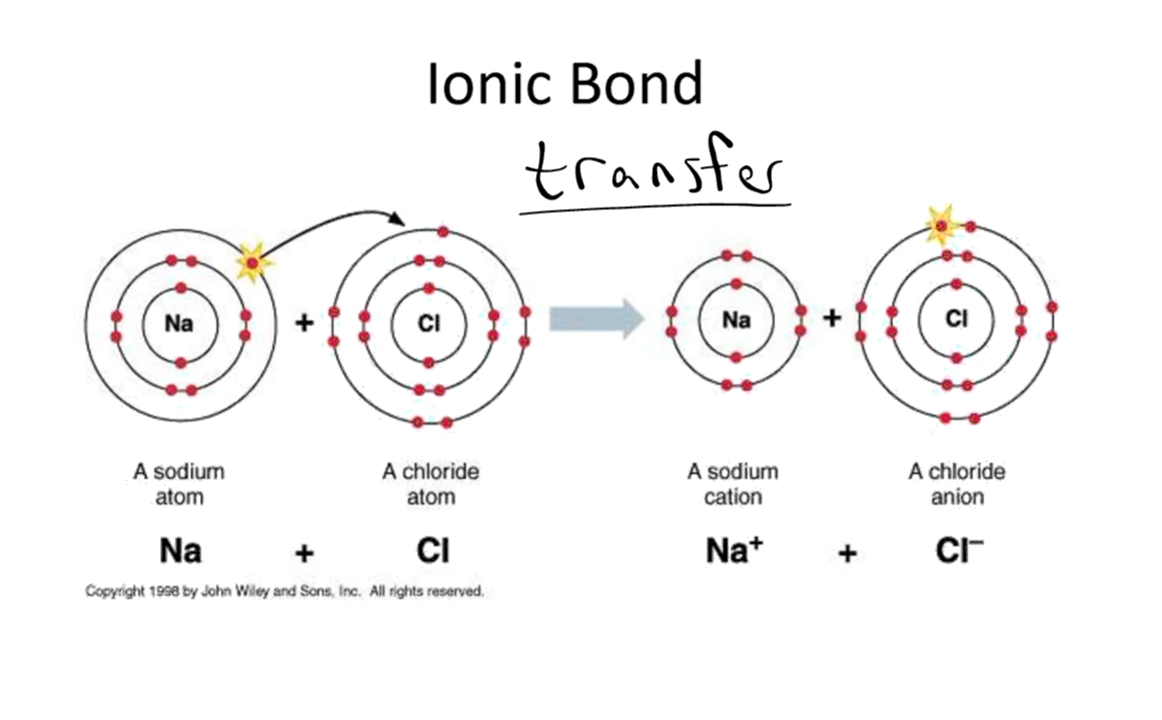 Ionic Bond
transfer
Na + Cl Na + Cl
A sodium atom
A chloride atom
A sodium cation
A chloride anion
Na + Cl Na⁺ + Cl⁻
Copyright 1998 by John Wiley and Sons, Inc. All rights reserved.